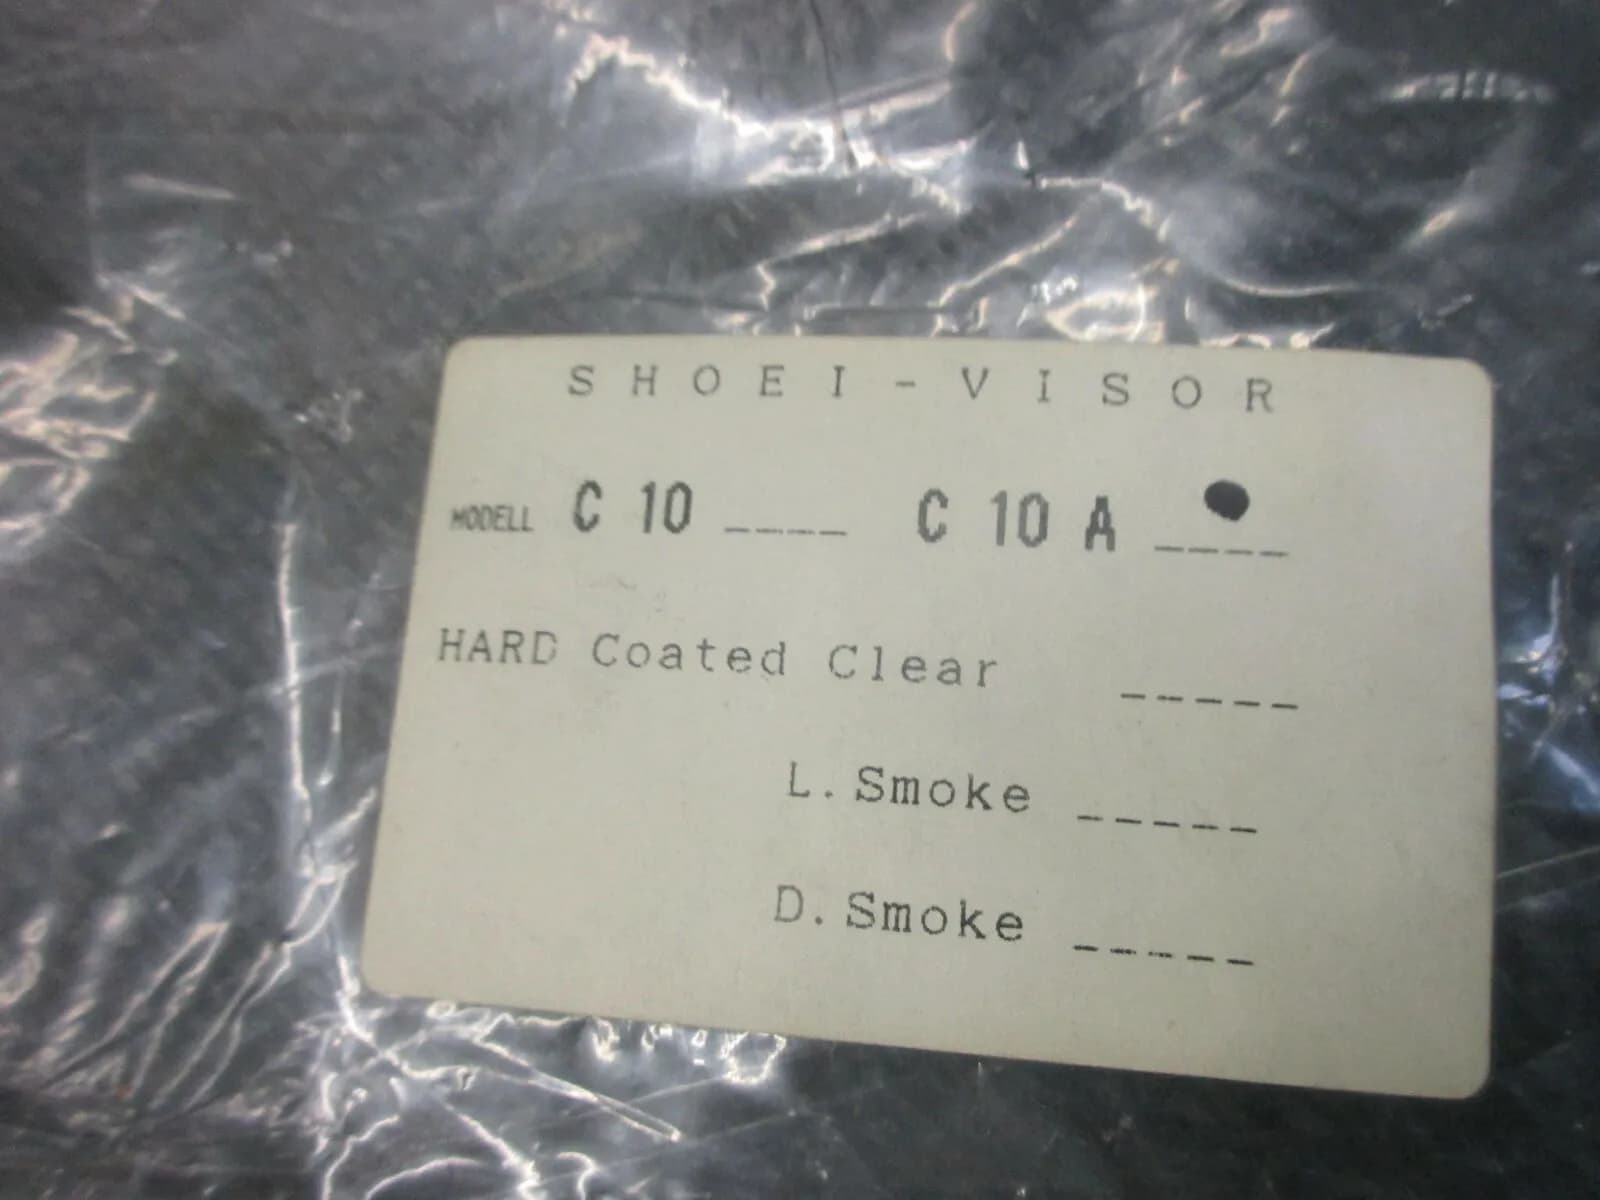 SHOEI-VISOR
MODELL C 10 ____ C 10 A ____
HARD Coated Clear _____
L. Smoke _____
D. Smoke _____